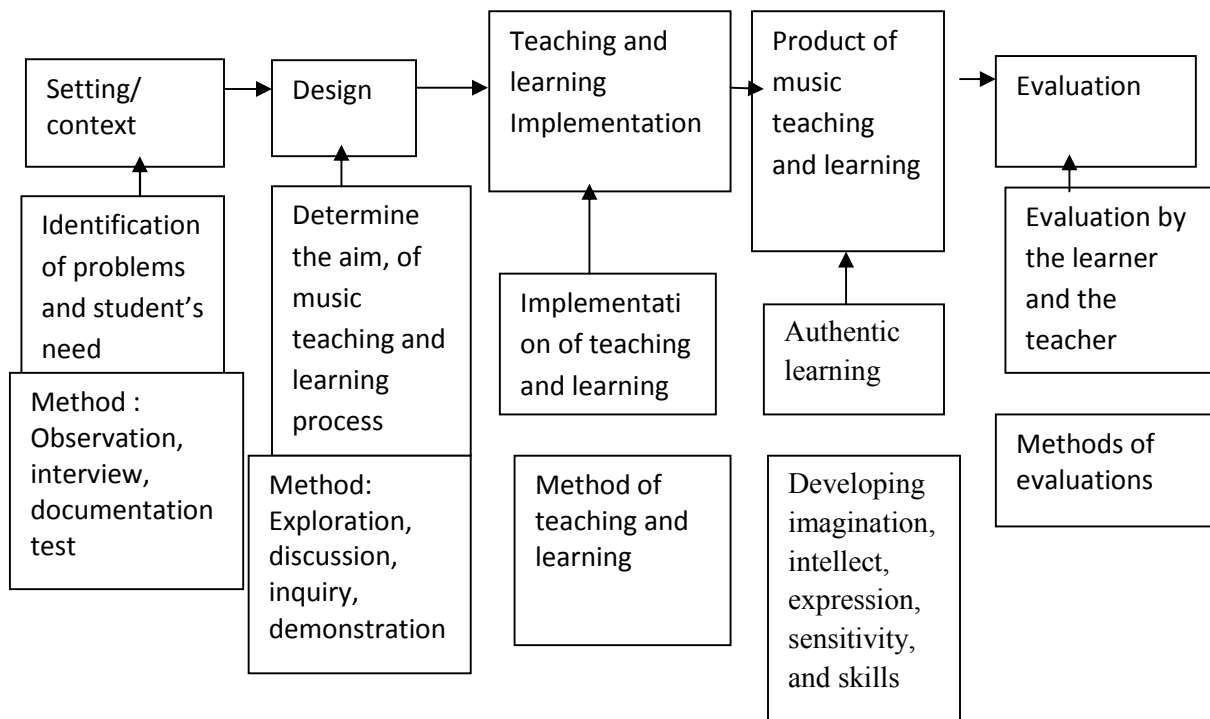 Setting/
context
Design
Teaching and
learning
Implementation
Product of
music
teaching
and learning
Evaluation
Identification
of problems
and student’s
need
Determine
the aim, of
music
teaching and
learning
process
Implementati
on of teaching
and learning
Authentic
learning
Evaluation by
the learner
and the
teacher
Method :
Observation,
interview,
documentation
test
Method:
Exploration,
discussion,
inquiry,
demonstration
Method of
teaching and
learning
Developing
imagination,
intellect,
expression,
sensitivity,
and skills
Methods of
evaluations